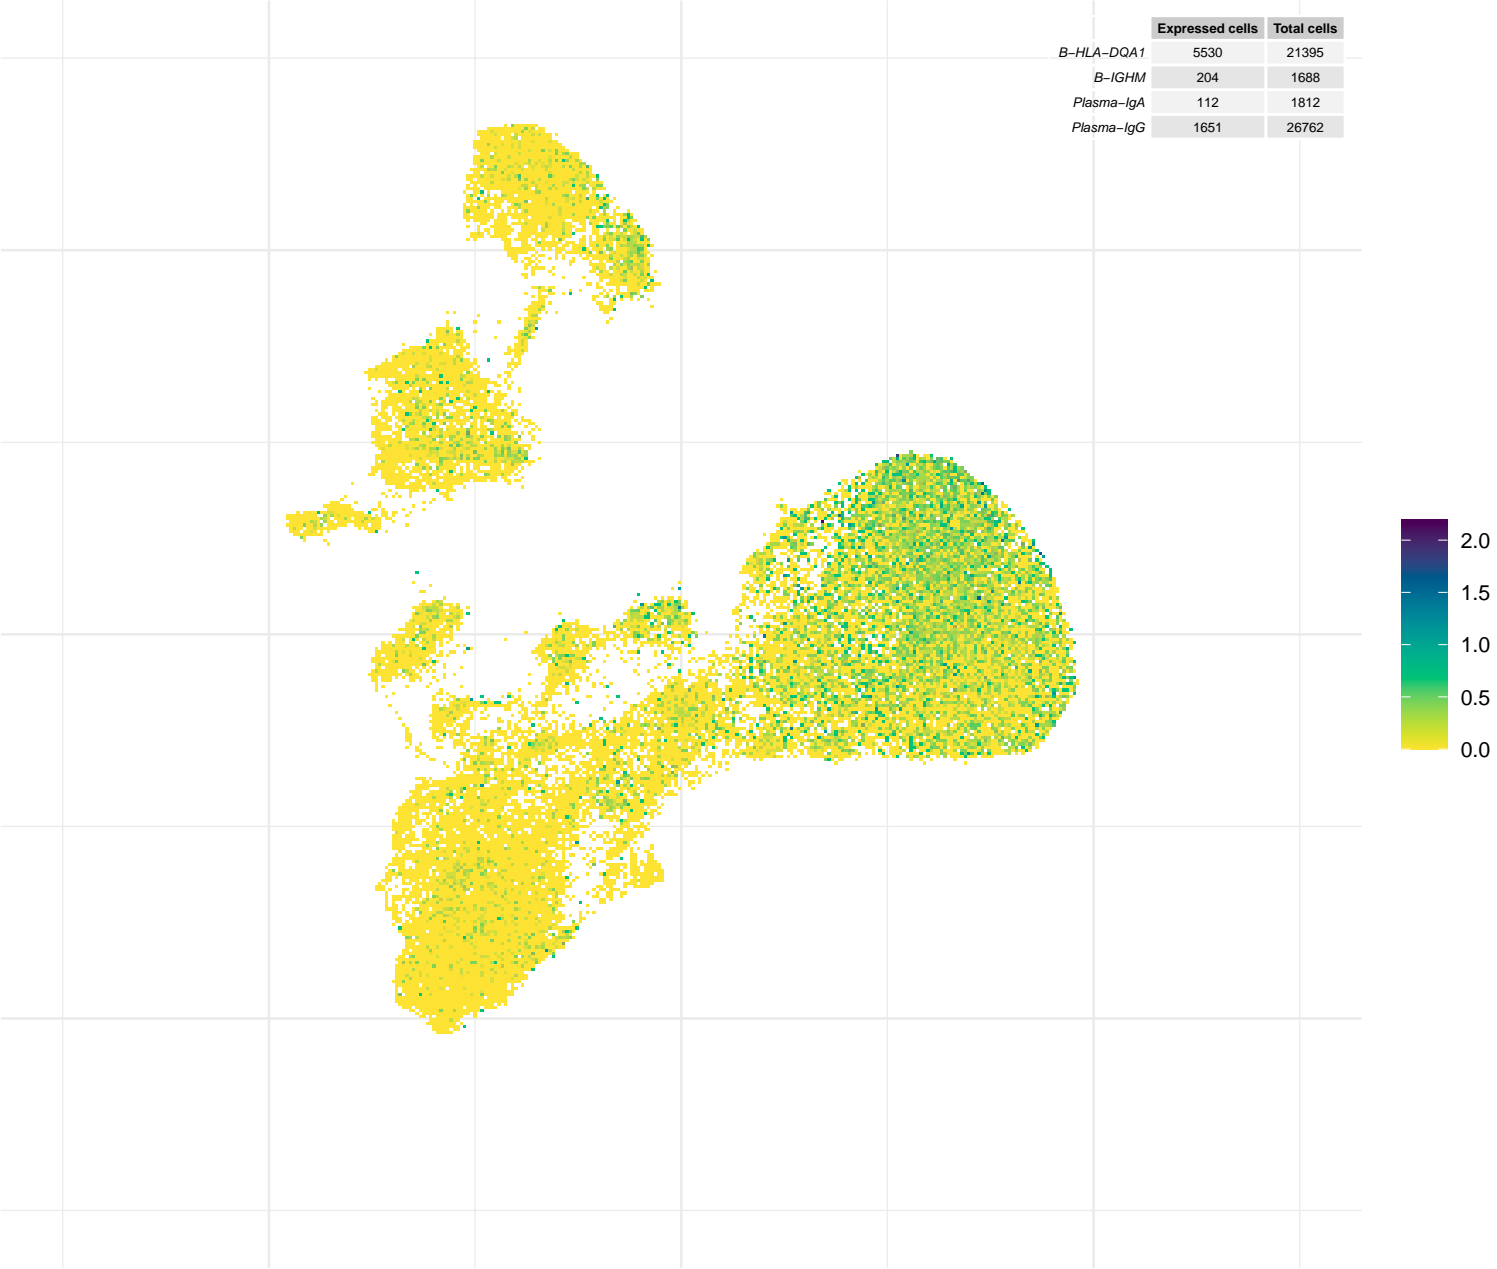 Expressed cells Total cells
B−HLA−DQA1 5530 21395
B−IGHM 204 1688
Plasma−IgA 112 1812
Plasma−IgG 1651 26762
2.0
1.5
1.0
0.5
0.0